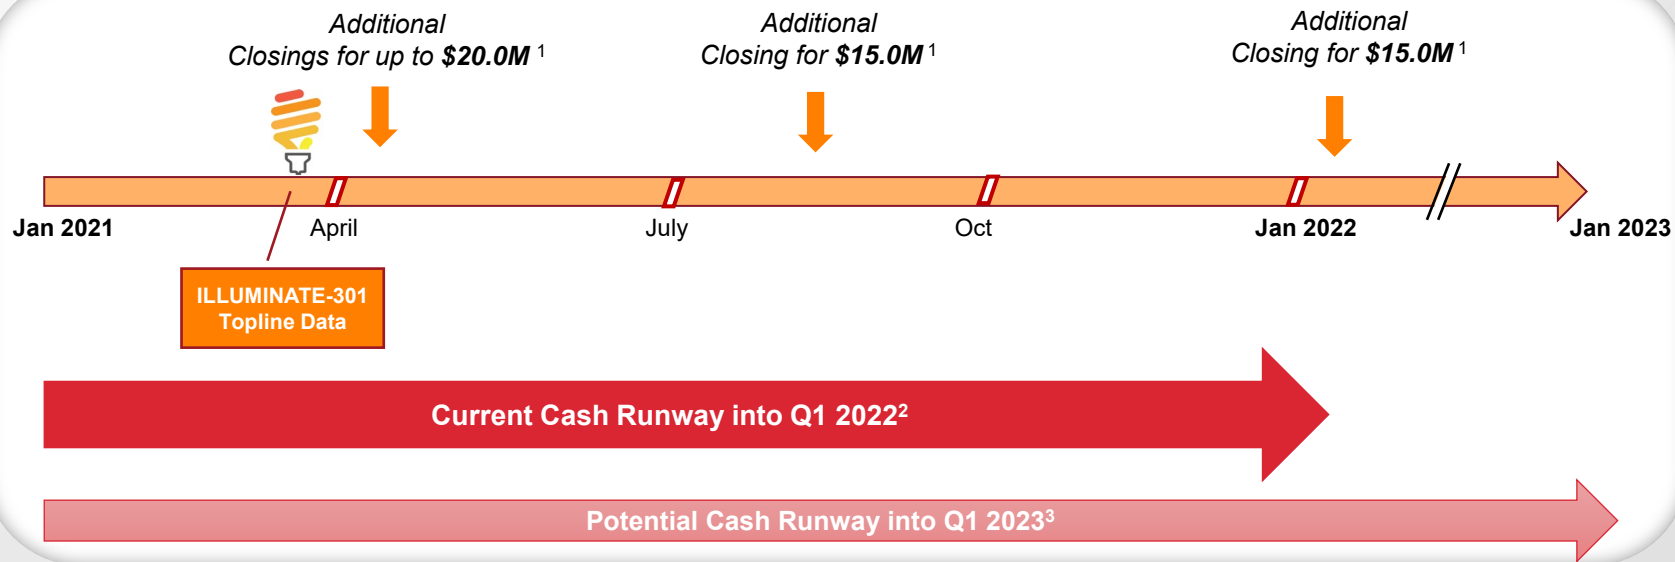 Additional
Closings for up to $20.0M 1
Additional
Closing for $15.0M 1
Additional
Closing for $15.0M 1
Jan 2021
April
July
Oct
Jan 2022
Jan 2023
ILLUMINATE-301
Topline Data
Current Cash Runway into Q1 2022²
Potential Cash Runway into Q1 2023³